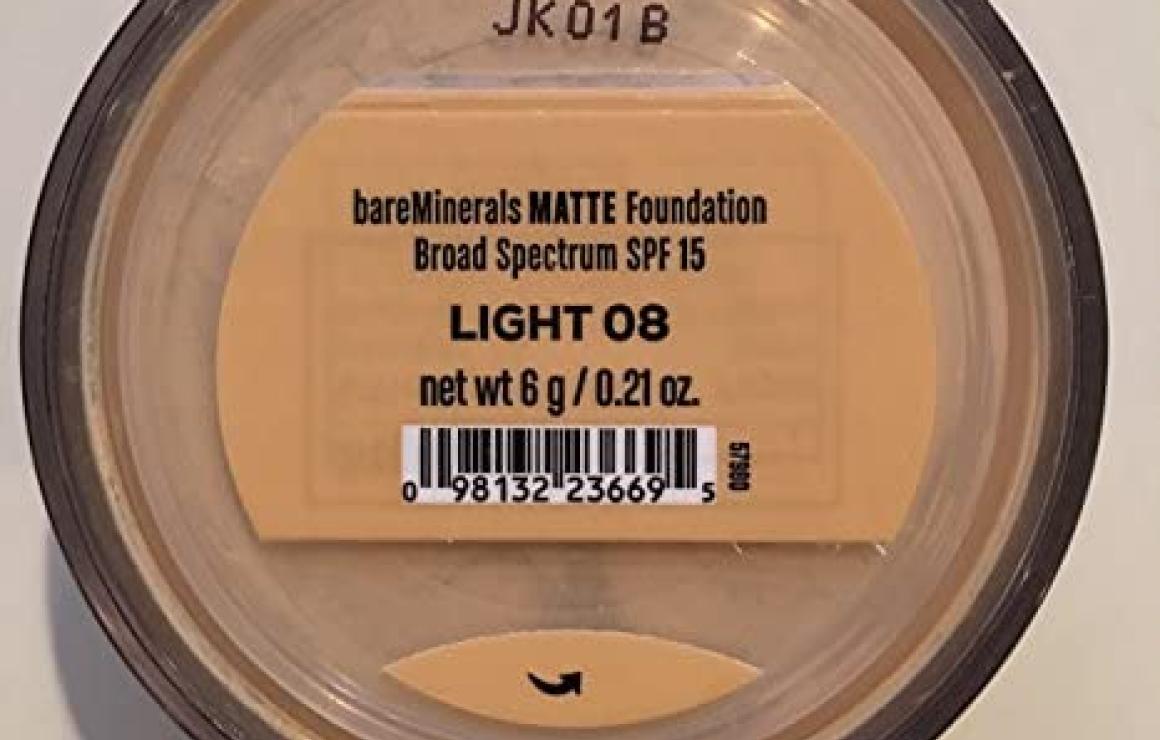 JK01B
bareMinerals MATTE Foundation
Broad Spectrum SPF 15
LIGHT 08
net wt 6 g / 0.21 oz.
0 98132 23669 5